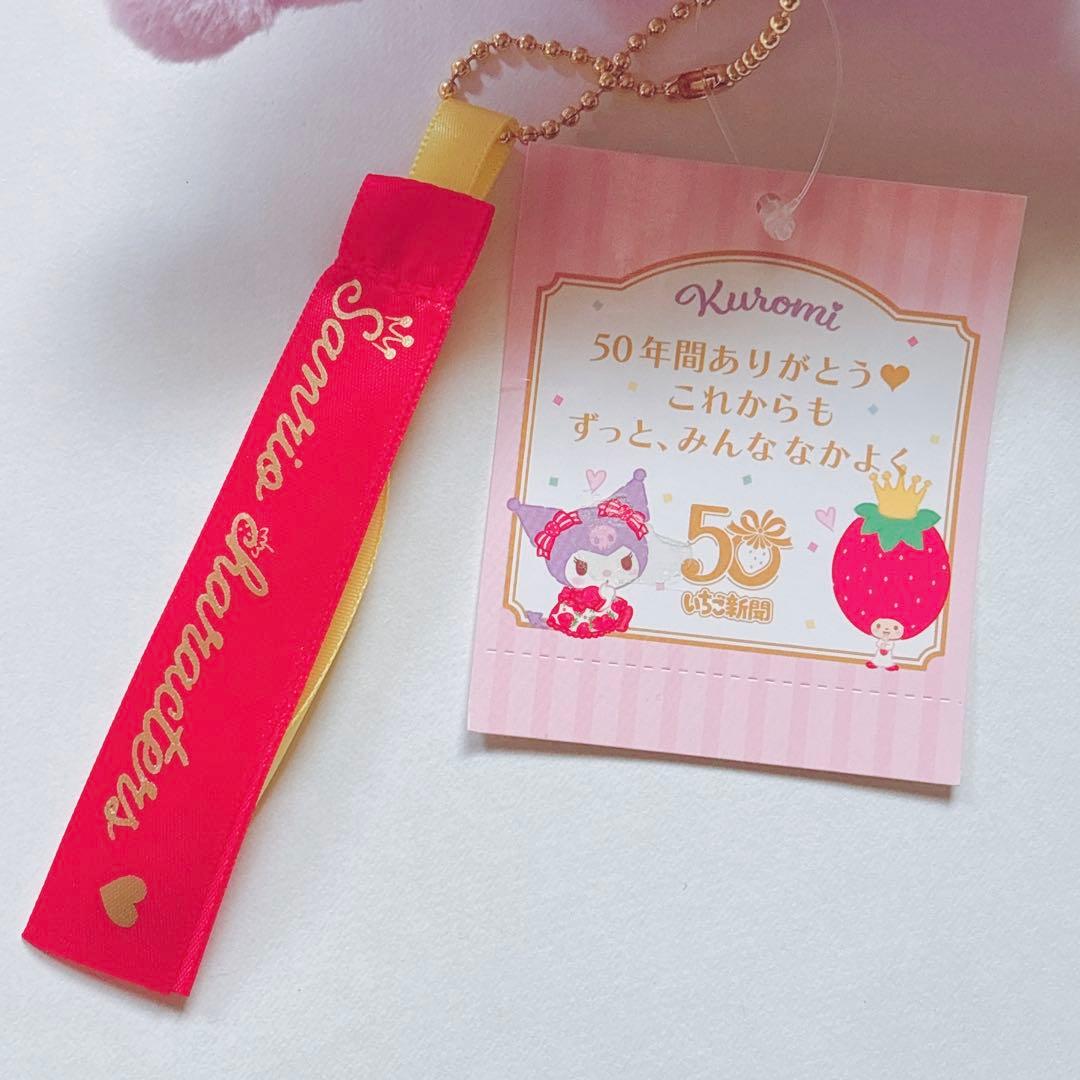 Sanrio characters
Kuromi
50年間ありがとう♥
これからも
ずっと、みんななかよく
50
いちご新聞